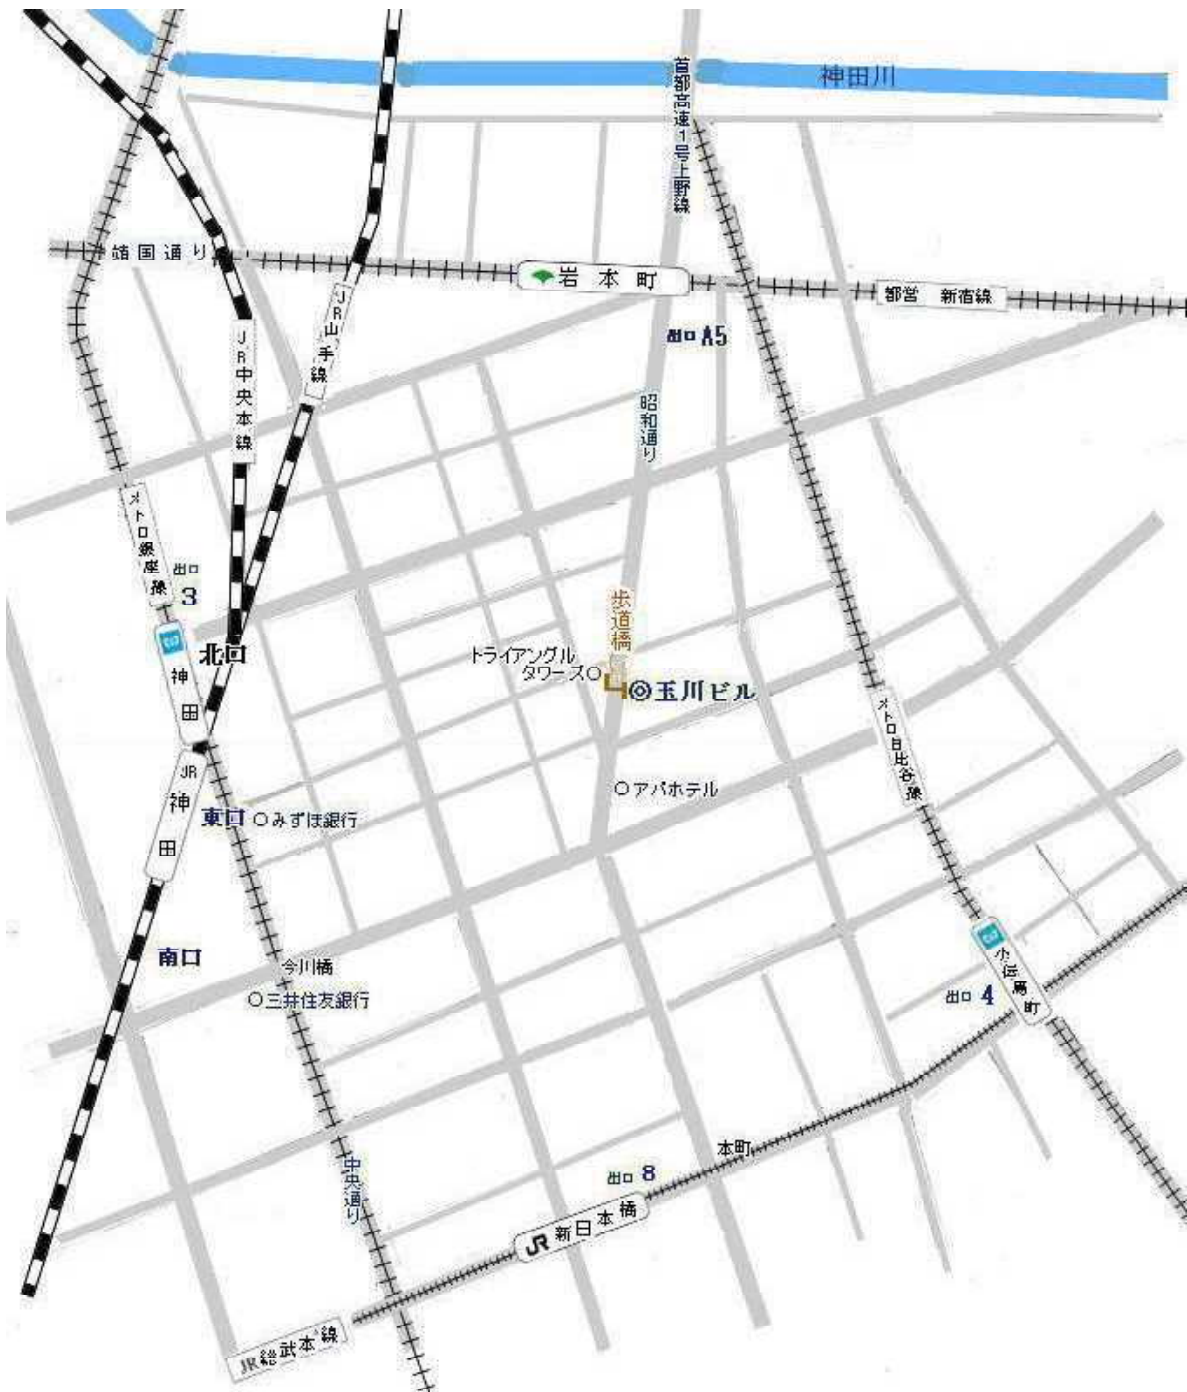 神田川
首都高速1号上野線
靖国通り
岩本町
都営 新宿線
JR山手線
JR中央本線
出口 A5
昭和通り
メトロ銀座線
出口
3
歩道橋
北口
神田
トライアングル
タワーズ
玉川ビル
メトロ日比谷線
JR
神田
アパホテル
東口
みずほ銀行
南口
今川橋
三井住友銀行
小伝馬町
出口 4
本町
中央通り
出口 8
JR 新日本橋
JR総武本線